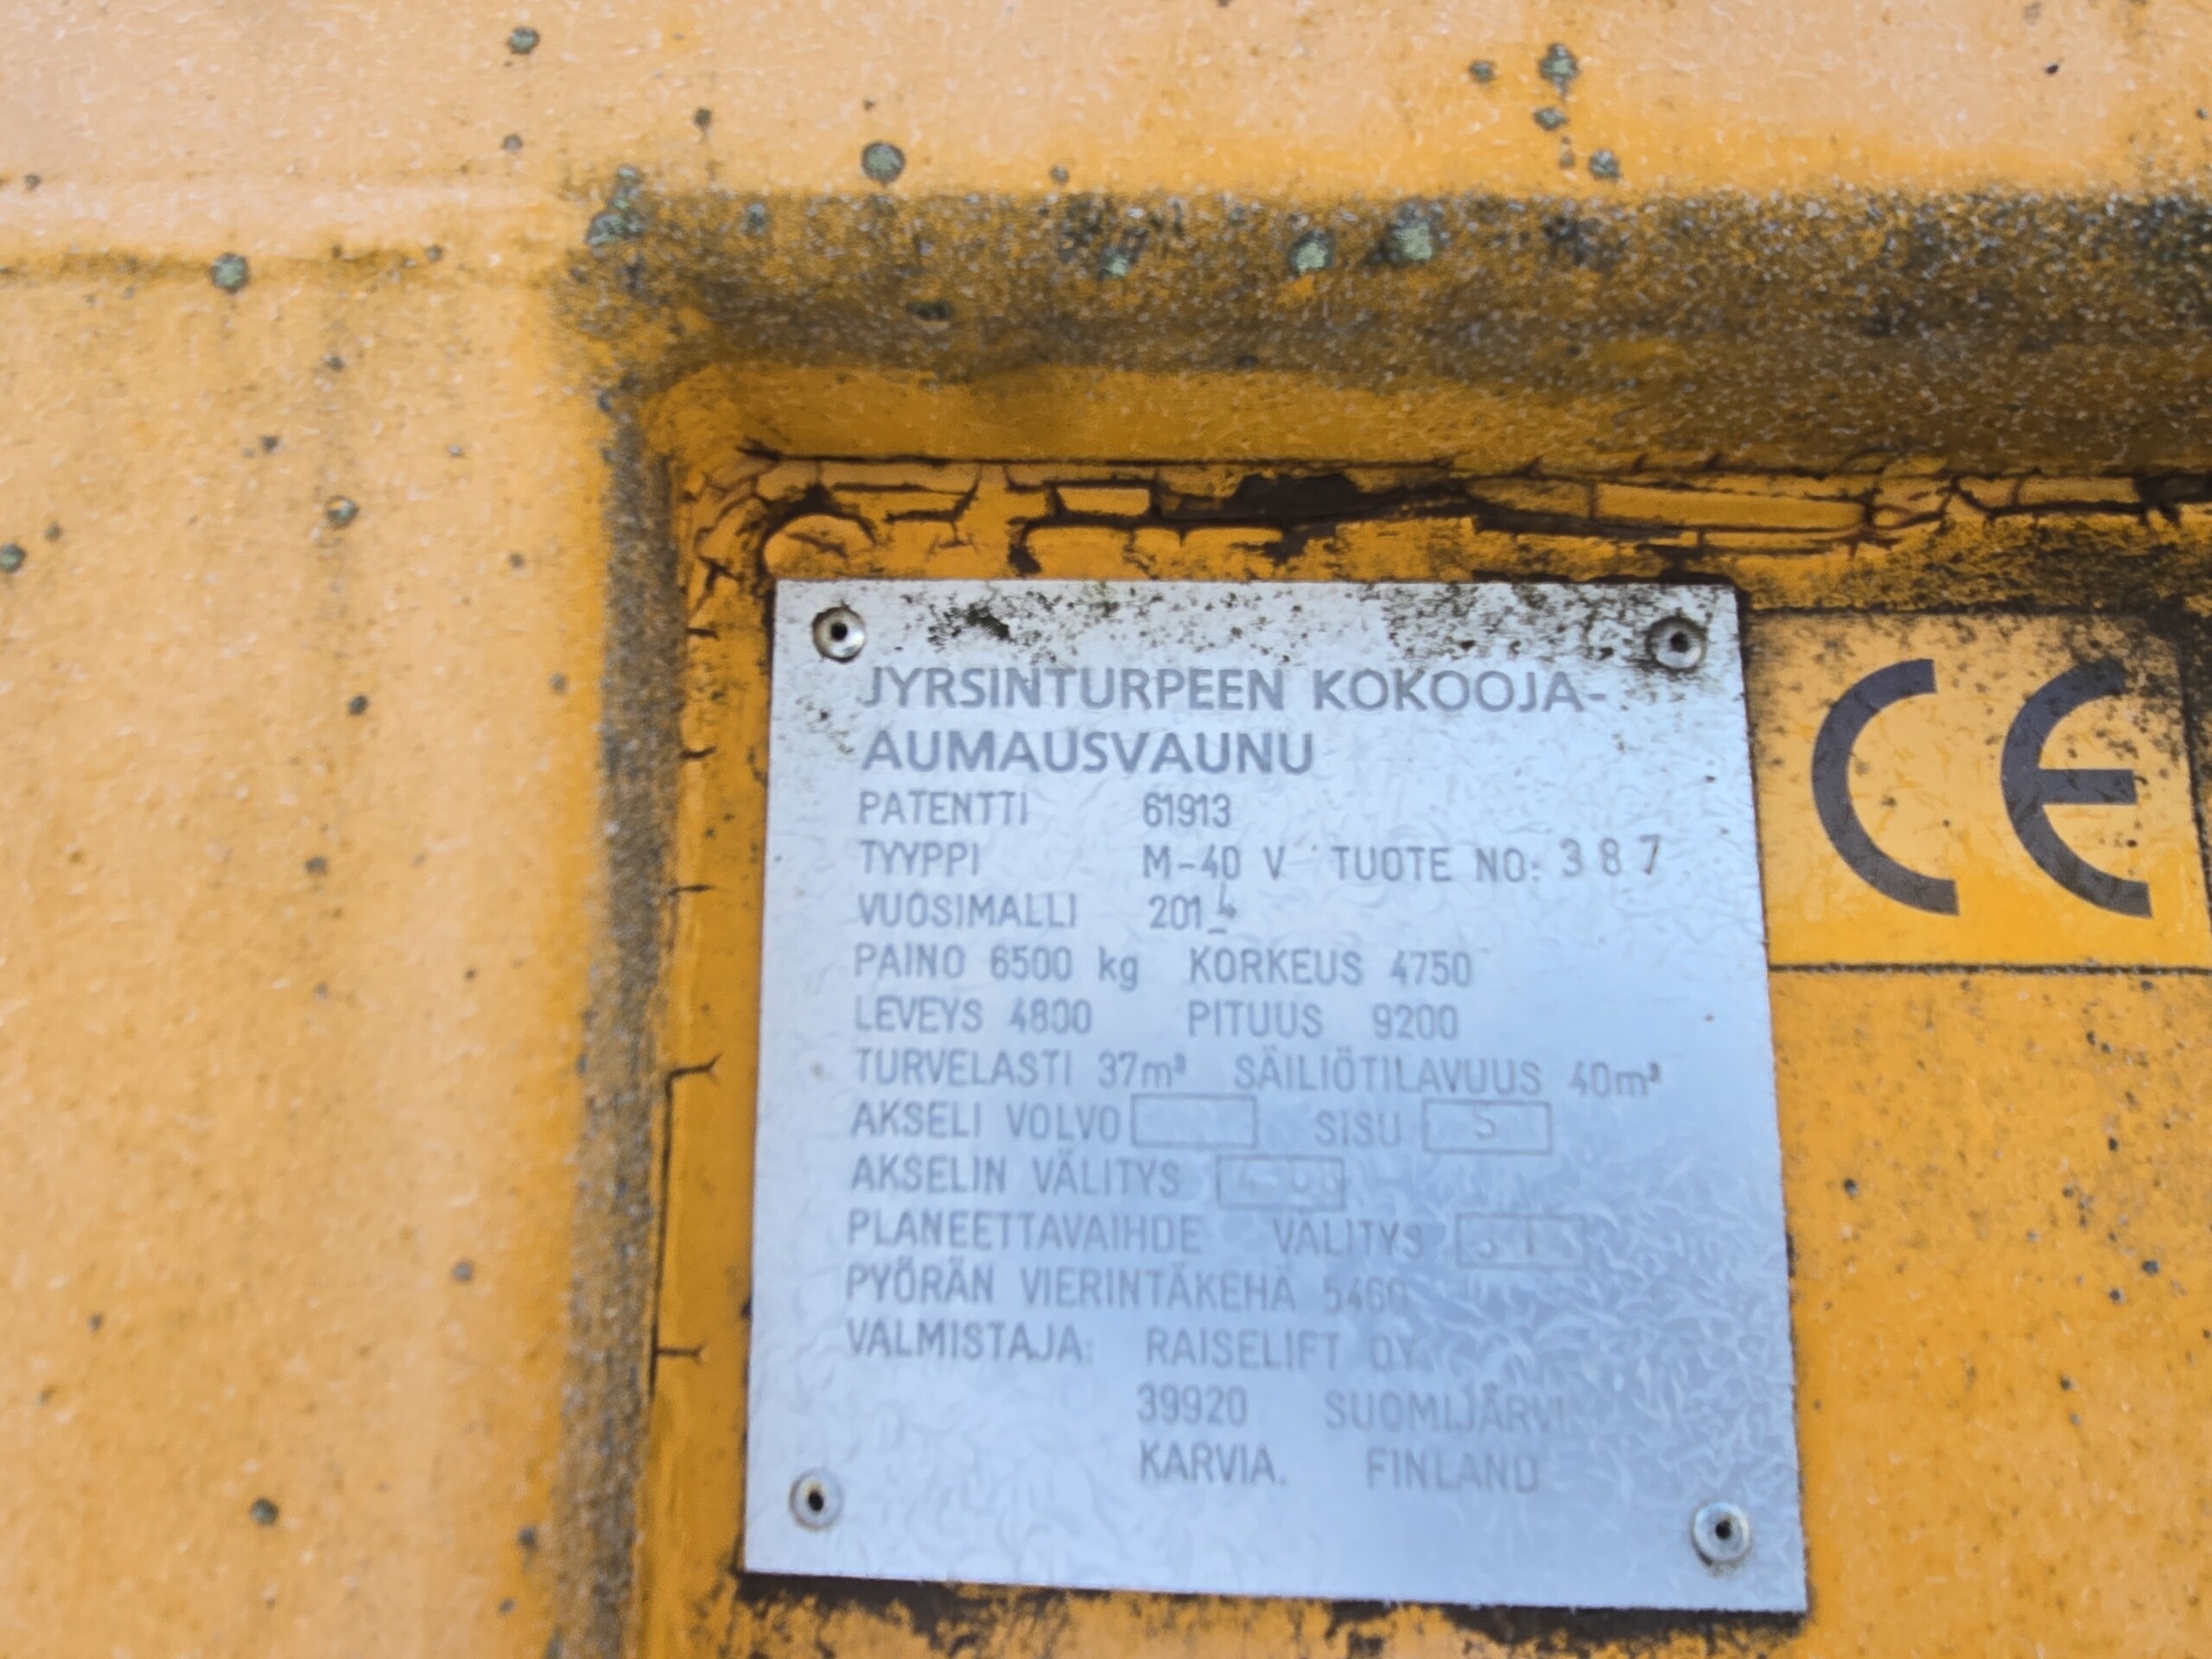 JYRSINTURPEEN KOKOOJA-
AUMAUSVAUNU
PATENTTI 61913
TYYPPI M-40 V TUOTE NO: 387
VUOSIMALLI 2014
PAINO 6500 kg KORKEUS 4750
LEVEYS 4800 PITUUS 9200
TURVELASTI 37m³ SÄILIÖTILAVUUS 40m³
AKSELI VOLVO SISU 5
AKSELIN VÄLITYS
PLANEETTAVAIHDE VÄLITYS
PYÖRÄN VIERINTÄKEHÄ 5460
VALMISTAJA: RAISELIFT OY
39920 SUOMIJÄRVI
KARVIA. FINLAND
CE